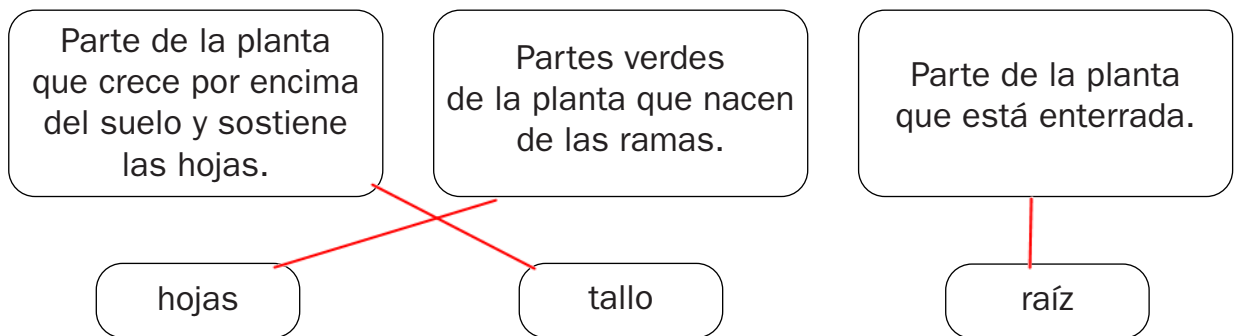 Parte de la planta
que crece por encima
del suelo y sostiene
las hojas.
Partes verdes
de la planta que nacen
de las ramas.
Parte de la planta
que está enterrada.
hojas
tallo
raíz